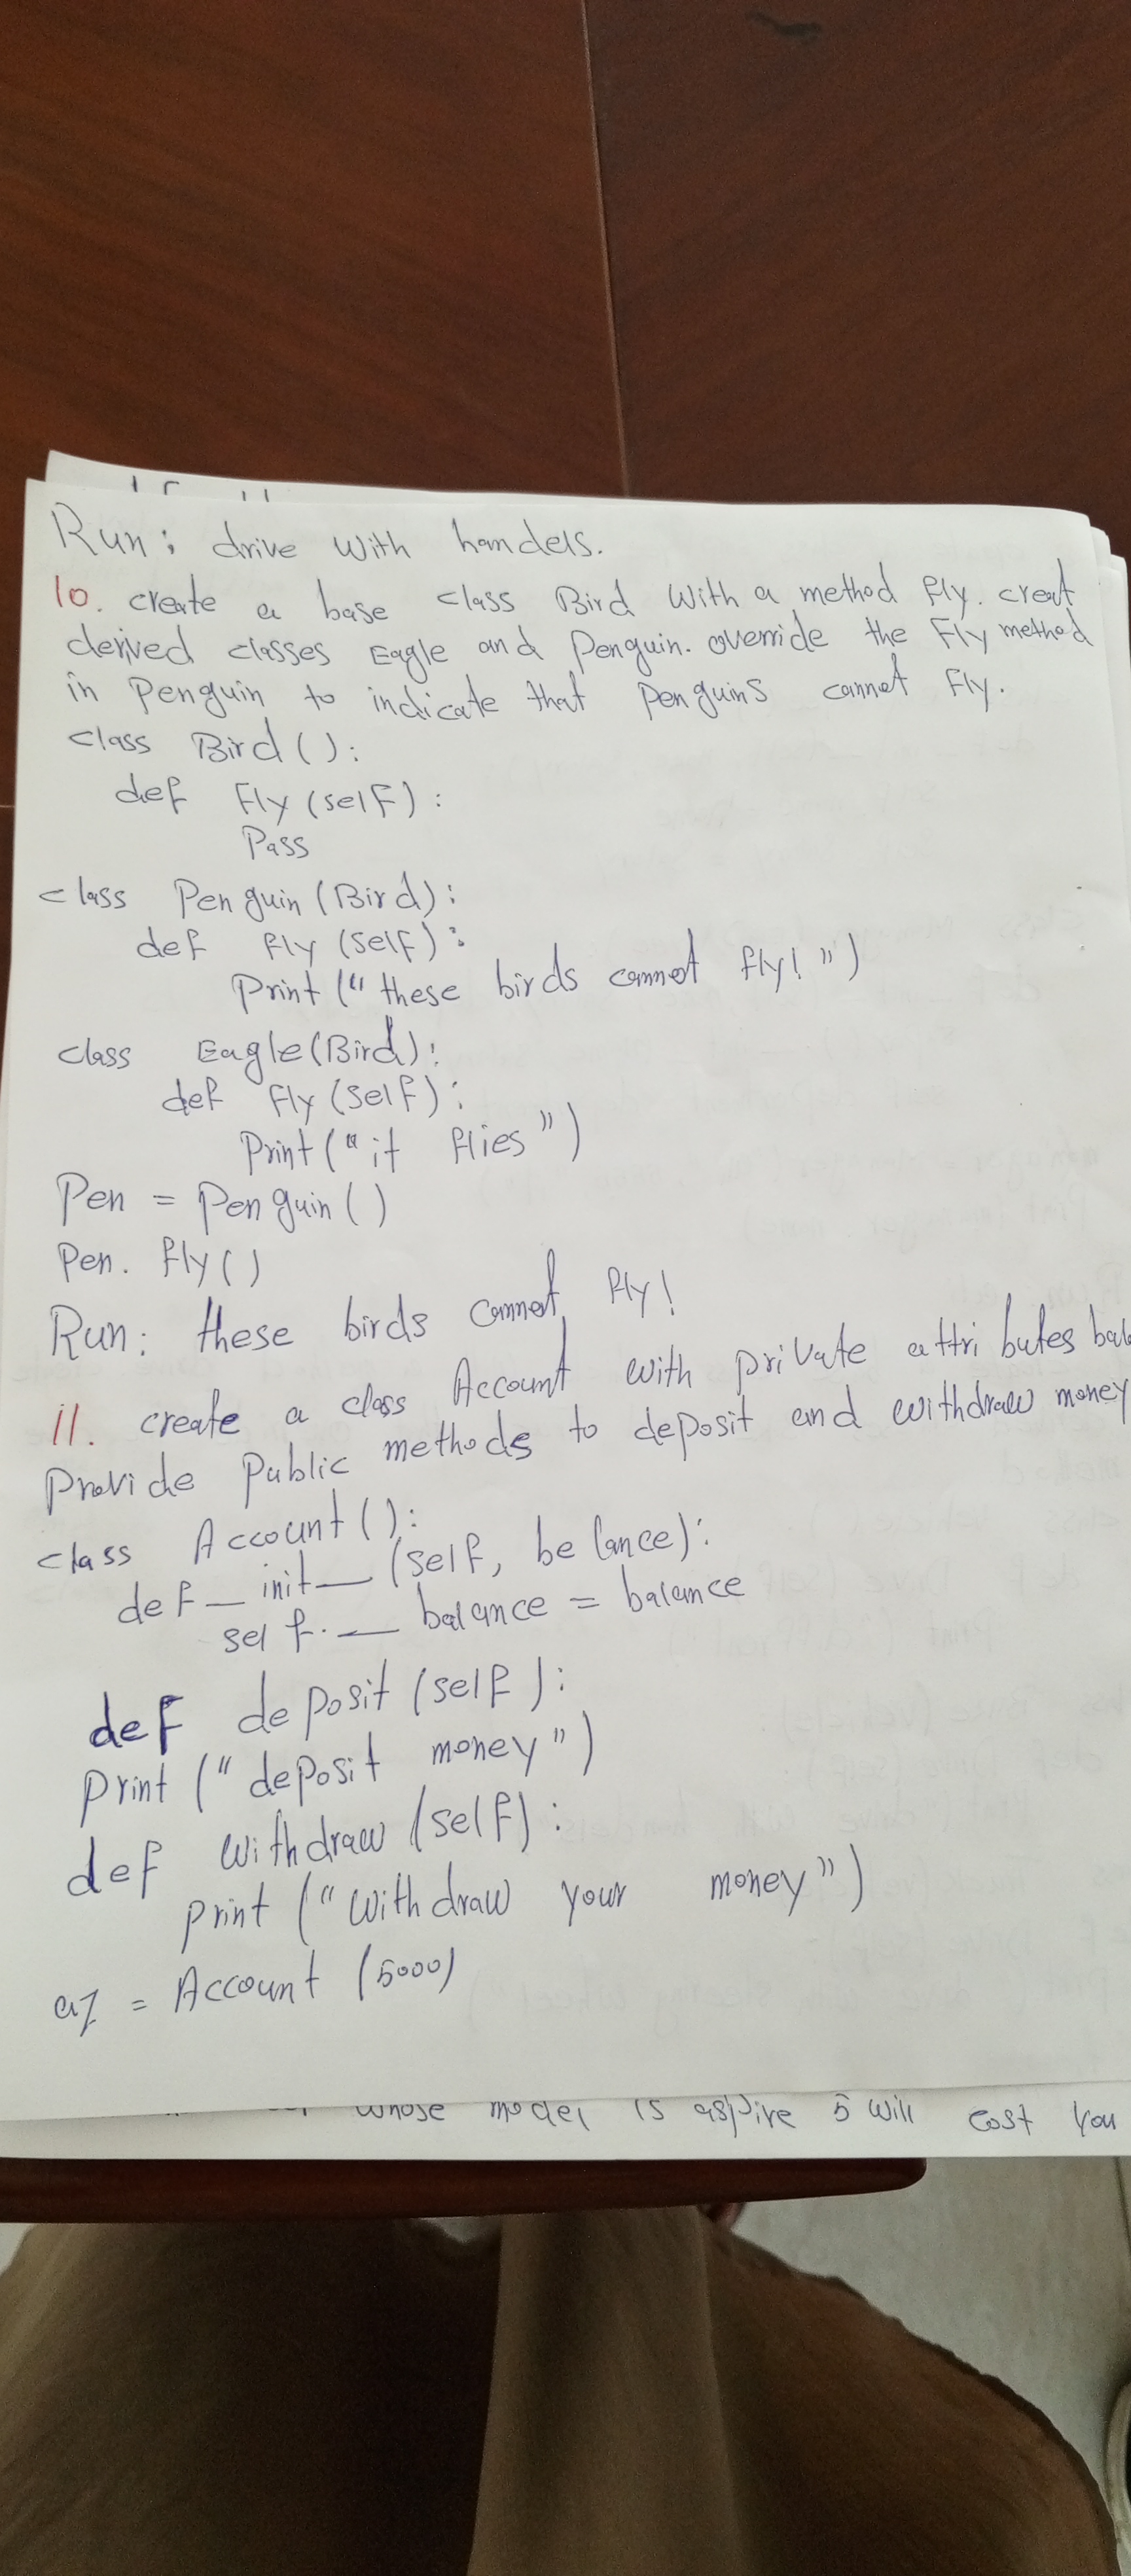 Run: drive with handels.
10. create a base class Bird with a method fly. creat
derived classes Eagle and Penguin. override the Fly method
in Penguin to indicate that Penguins cannot Fly.
class Bird():
def Fly(self):
Pass
class Penguin(Bird):
def fly(self):
Print("these birds cannot fly!")
class Eagle(Bird):
def Fly(self):
Print("it flies")
Pen = Penguin()
Pen. fly()
Run: these birds cannot fly!
11. create a class Account with private attributes bal
Provide Public methods to deposit and withdraw money
class Account():
def __init__(self, belance):
self.__balance = balance
def deposit(self):
Print("deposit money")
def withdraw(self):
print("withdraw your money")
az = Account(5000)
whose model is aspire 5 will cost you